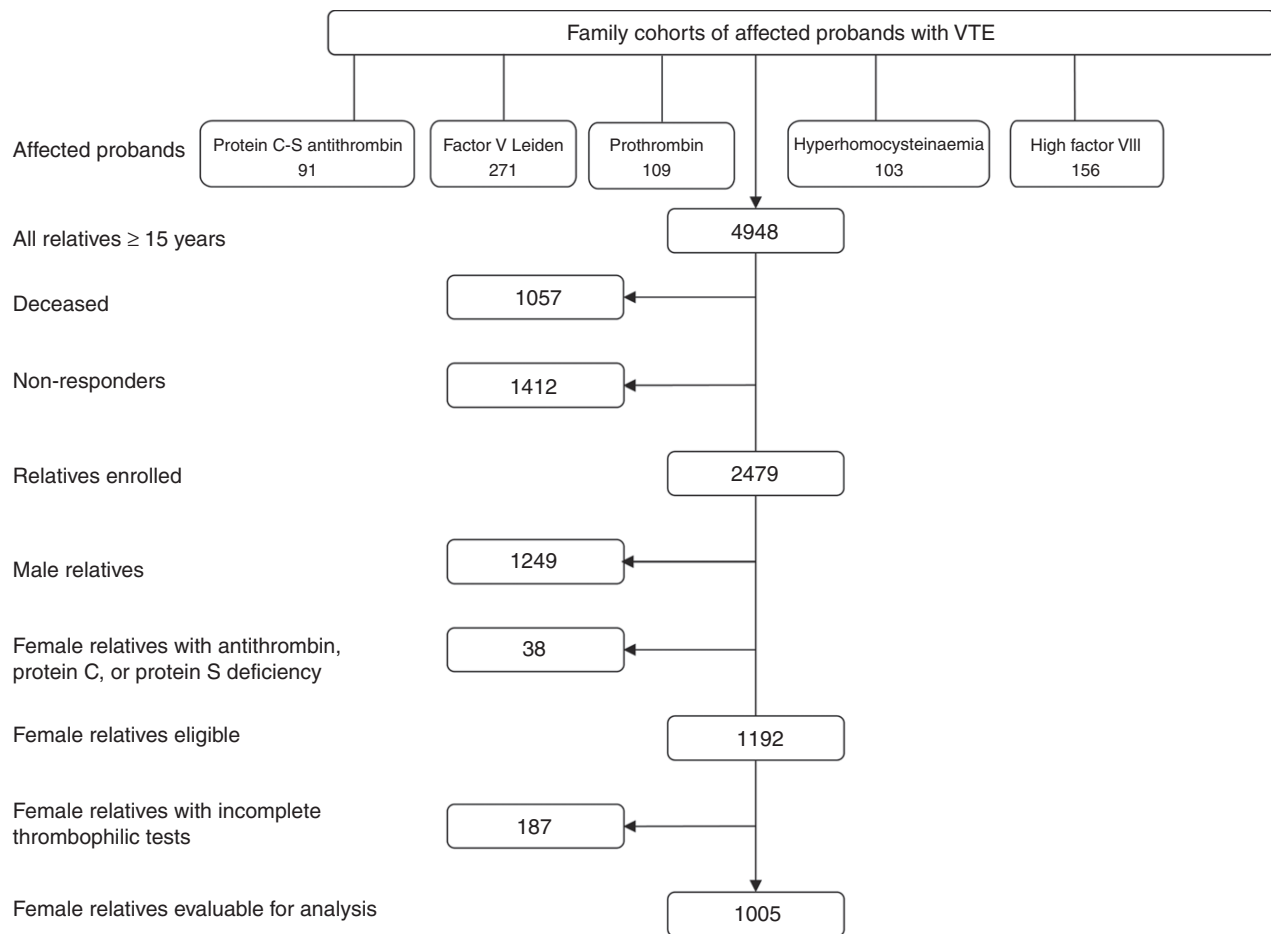 Family cohorts of affected probands with VTE
Affected probands
Protein C-S antithrombin
91
Factor V Leiden
271
Prothrombin
109
Hyperhomocysteinaemia
103
High factor VIII
156
All relatives ≥ 15 years
4948
Deceased
1057
Non-responders
1412
Relatives enrolled
2479
Male relatives
1249
Female relatives with antithrombin,
protein C, or protein S deficiency
38
Female relatives eligible
1192
Female relatives with incomplete
thrombophilic tests
187
Female relatives evaluable for analysis
1005